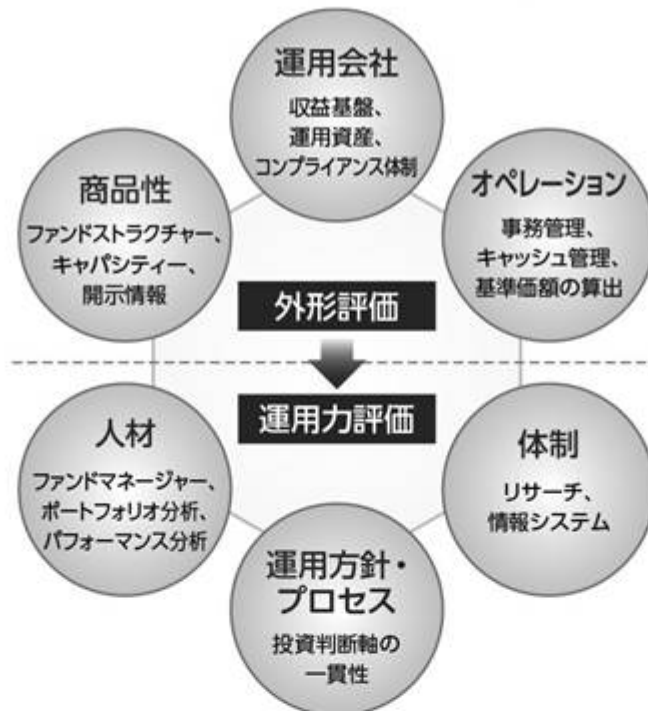 運用会社
収益基盤、
運用資産、
コンプライアンス体制
商品性
ファンドストラクチャー、
キャパシティー、
開示情報
オペレーション
事務管理、
キャッシュ管理、
基準価額の算出
外形評価
運用力評価
人材
ファンドマネージャー、
ポートフォリオ分析、
パフォーマンス分析
体制
リサーチ、
情報システム
運用方針・
プロセス
投資判断軸の
一貫性